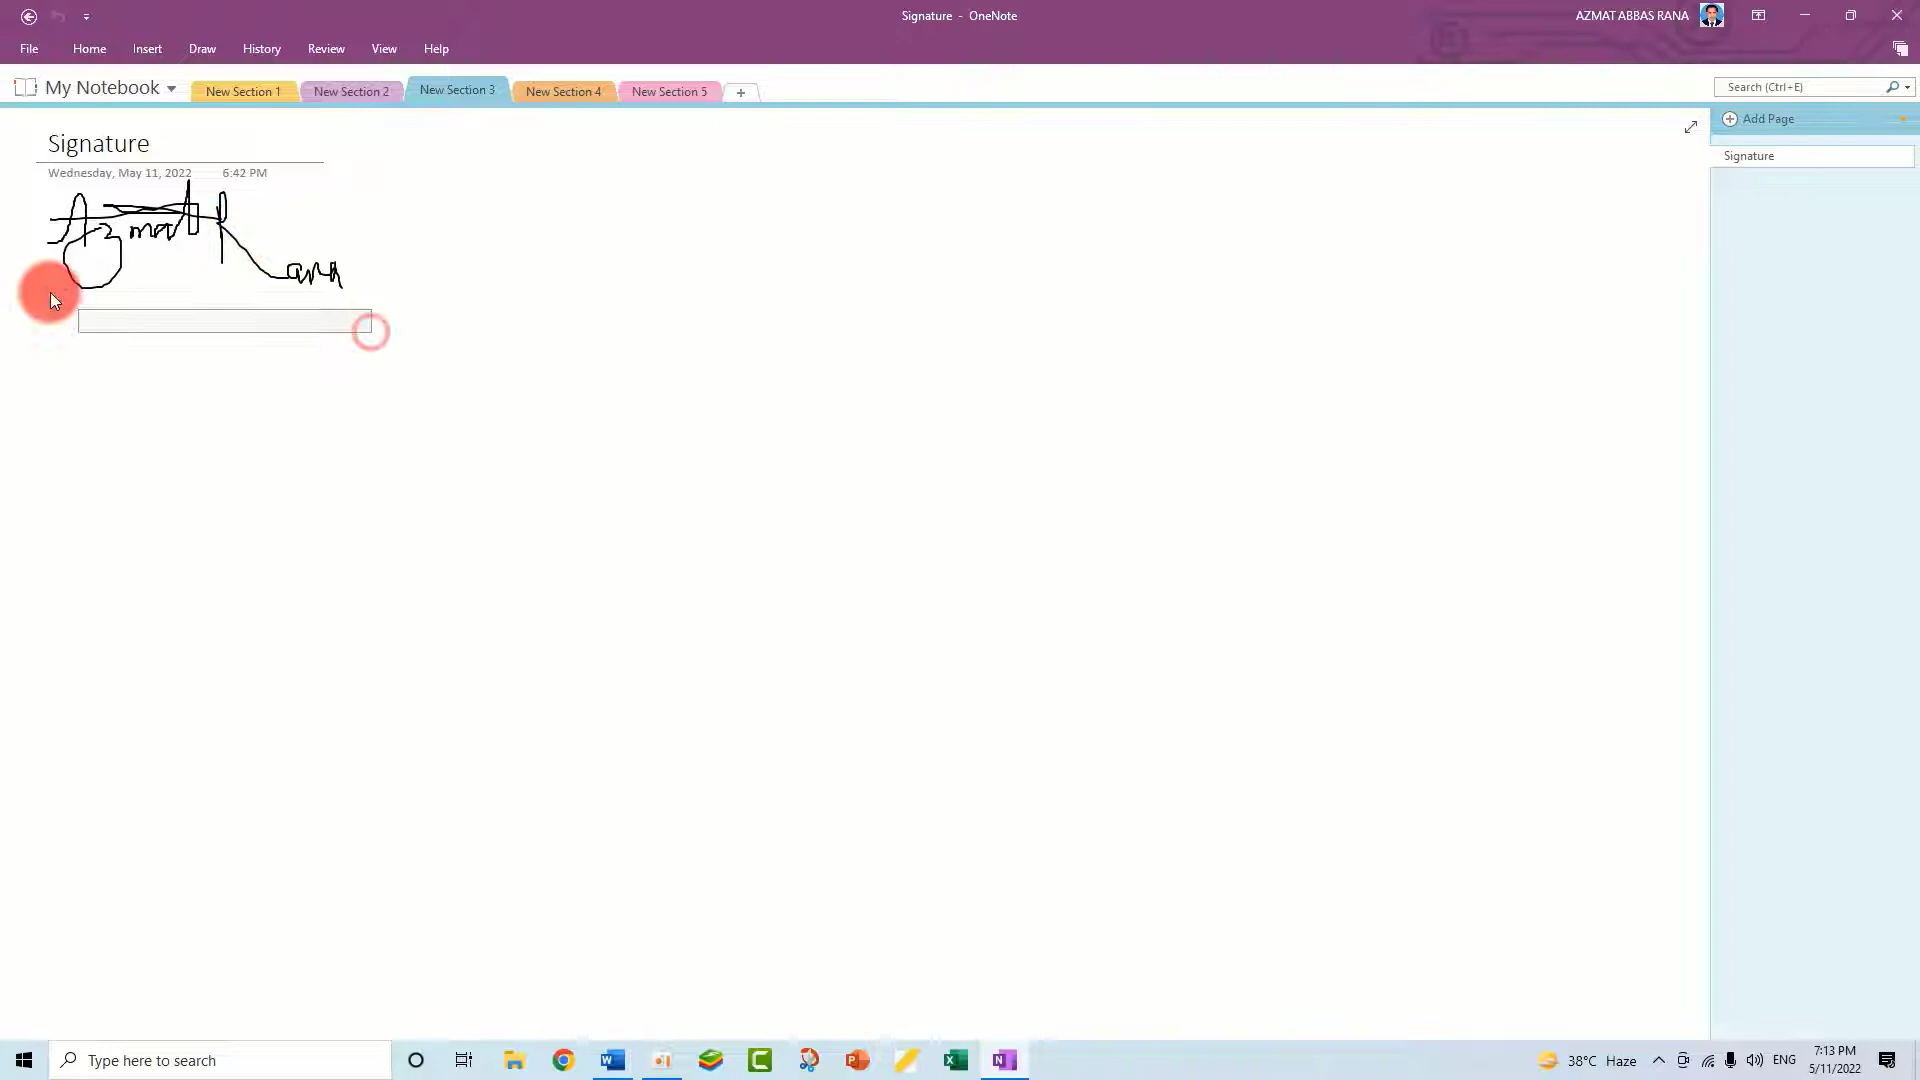 Signature - OneNote
AZMAT ABBAS RANA
File Home Insert Draw History Review View Help
My Notebook
New Section 1
New Section 2
New Section 3
New Section 4
New Section 5
Search (Ctrl+E)
Add Page
Signature
Signature
Wednesday, May 11, 2022 6:42 PM
Azmat Rana
Type here to search
38°C Haze
ENG
7:13 PM
5/11/2022